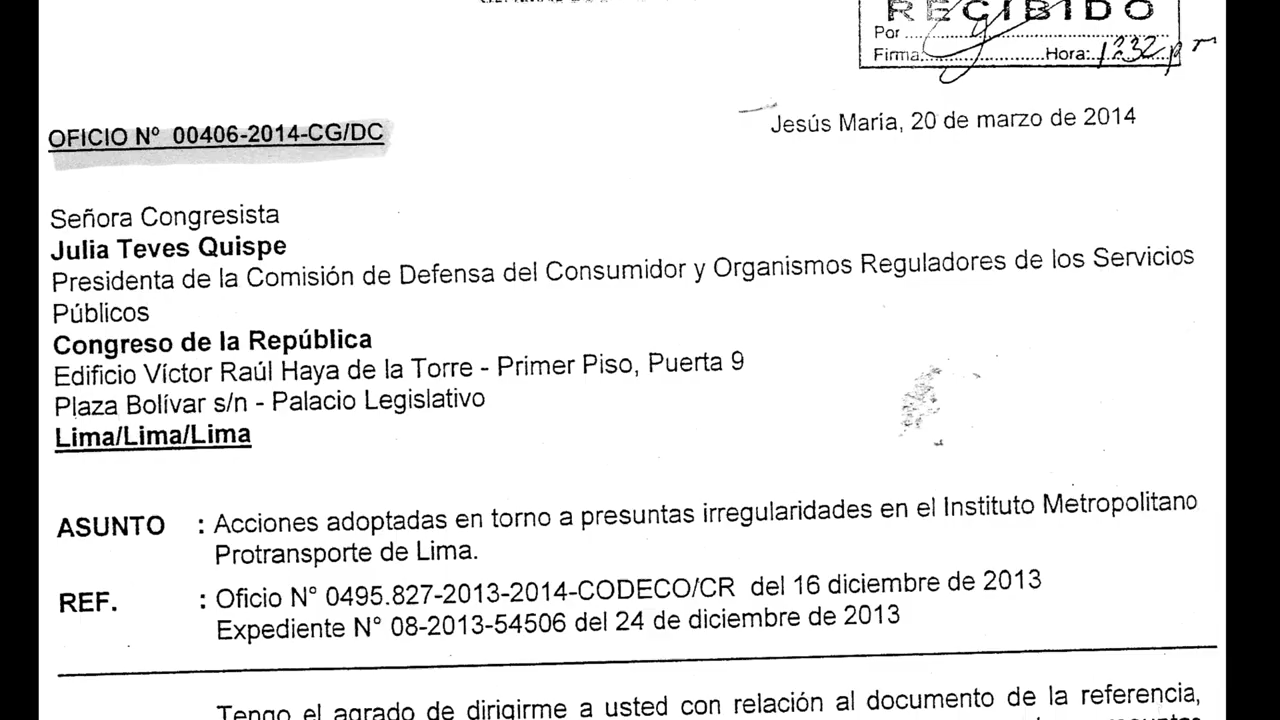 RECIBIDO
Por
Firma Hora:
Jesús María, 20 de marzo de 2014
OFICIO Nº 00406-2014-CG/DC
Señora Congresista
Julia Teves Quispe
Presidenta de la Comisión de Defensa del Consumidor y Organismos Reguladores de los Servicios
Públicos
Congreso de la República
Edificio Víctor Raúl Haya de la Torre - Primer Piso, Puerta 9
Plaza Bolívar s/n - Palacio Legislativo
Lima/Lima/Lima
ASUNTO : Acciones adoptadas en torno a presuntas irregularidades en el Instituto Metropolitano
Protransporte de Lima.
REF. : Oficio N° 0495.827-2013-2014-CODECO/CR del 16 diciembre de 2013
Expediente N° 08-2013-54506 del 24 de diciembre de 2013
Tengo el agrado de dirigirme a usted con relación al documento de la referencia,